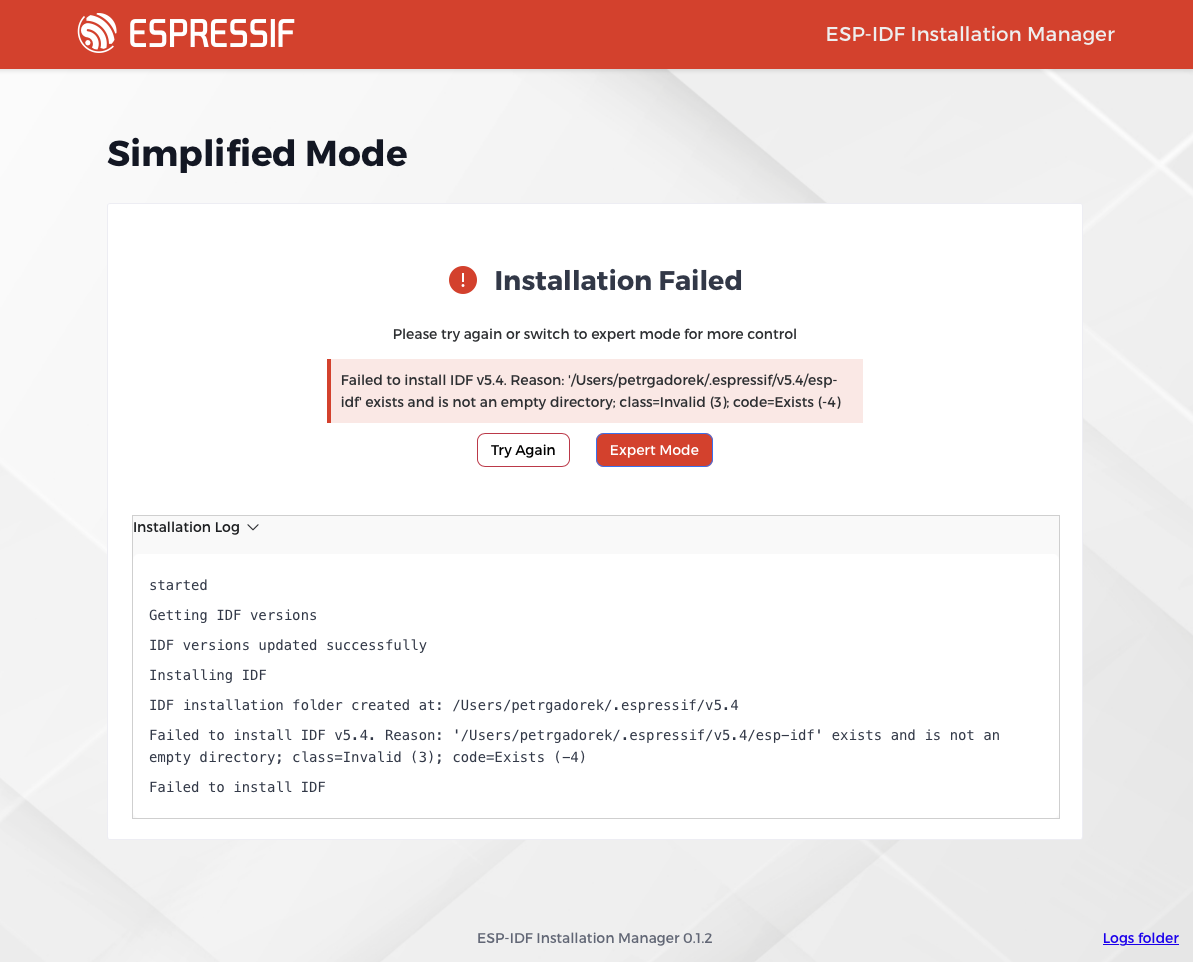 ESPRESSIF
ESP-IDF Installation Manager
Simplified Mode
Installation Failed
Please try again or switch to expert mode for more control
Failed to install IDF v5.4. Reason: '/Users/petrgadorek/.espressif/v5.4/esp-
idf' exists and is not an empty directory; class=Invalid (3); code=Exists (-4)
Try Again
Expert Mode
Installation Log
started
Getting IDF versions
IDF versions updated successfully
Installing IDF
IDF installation folder created at: /Users/petrgadorek/.espressif/v5.4
Failed to install IDF v5.4. Reason: '/Users/petrgadorek/.espressif/v5.4/esp-idf' exists and is not an
empty directory; class=Invalid (3); code=Exists (-4)
Failed to install IDF
ESP-IDF Installation Manager 0.1.2
Logs folder